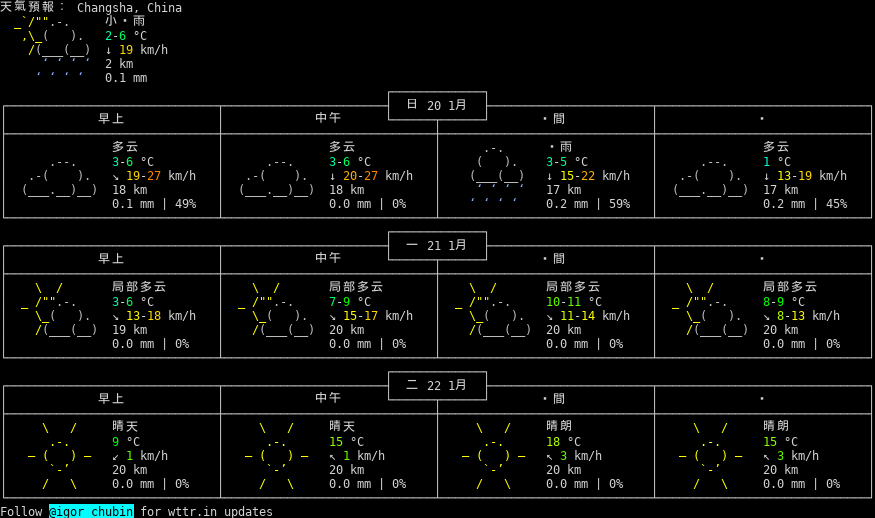 天氣預報： Changsha, China
小・雨
2-6 °C
↓ 19 km/h
2 km
0.1 mm
日 20 1月
早上 中午 ・間 ・
多云 多云 ・雨 多云
3-6 °C 3-6 °C 3-5 °C 1 °C
↘ 19-27 km/h ↓ 20-27 km/h ↓ 15-22 km/h ↓ 13-19 km/h
18 km 18 km 17 km 17 km
0.1 mm | 49% 0.0 mm | 0% 0.2 mm | 59% 0.2 mm | 45%
一 21 1月
早上 中午 ・間 ・
局部多云 局部多云 局部多云 局部多云
3-6 °C 7-9 °C 10-11 °C 8-9 °C
↘ 13-18 km/h ↘ 15-17 km/h ↘ 11-14 km/h ↘ 8-13 km/h
19 km 20 km 20 km 20 km
0.0 mm | 0% 0.0 mm | 0% 0.0 mm | 0% 0.0 mm | 0%
二 22 1月
早上 中午 ・間 ・
晴天 晴天 晴朗 晴朗
9 °C 15 °C 18 °C 15 °C
↙ 1 km/h ↖ 1 km/h ↖ 3 km/h ↖ 3 km/h
20 km 20 km 20 km 20 km
0.0 mm | 0% 0.0 mm | 0% 0.0 mm | 0% 0.0 mm | 0%
Follow @igor_chubin for wttr.in updates